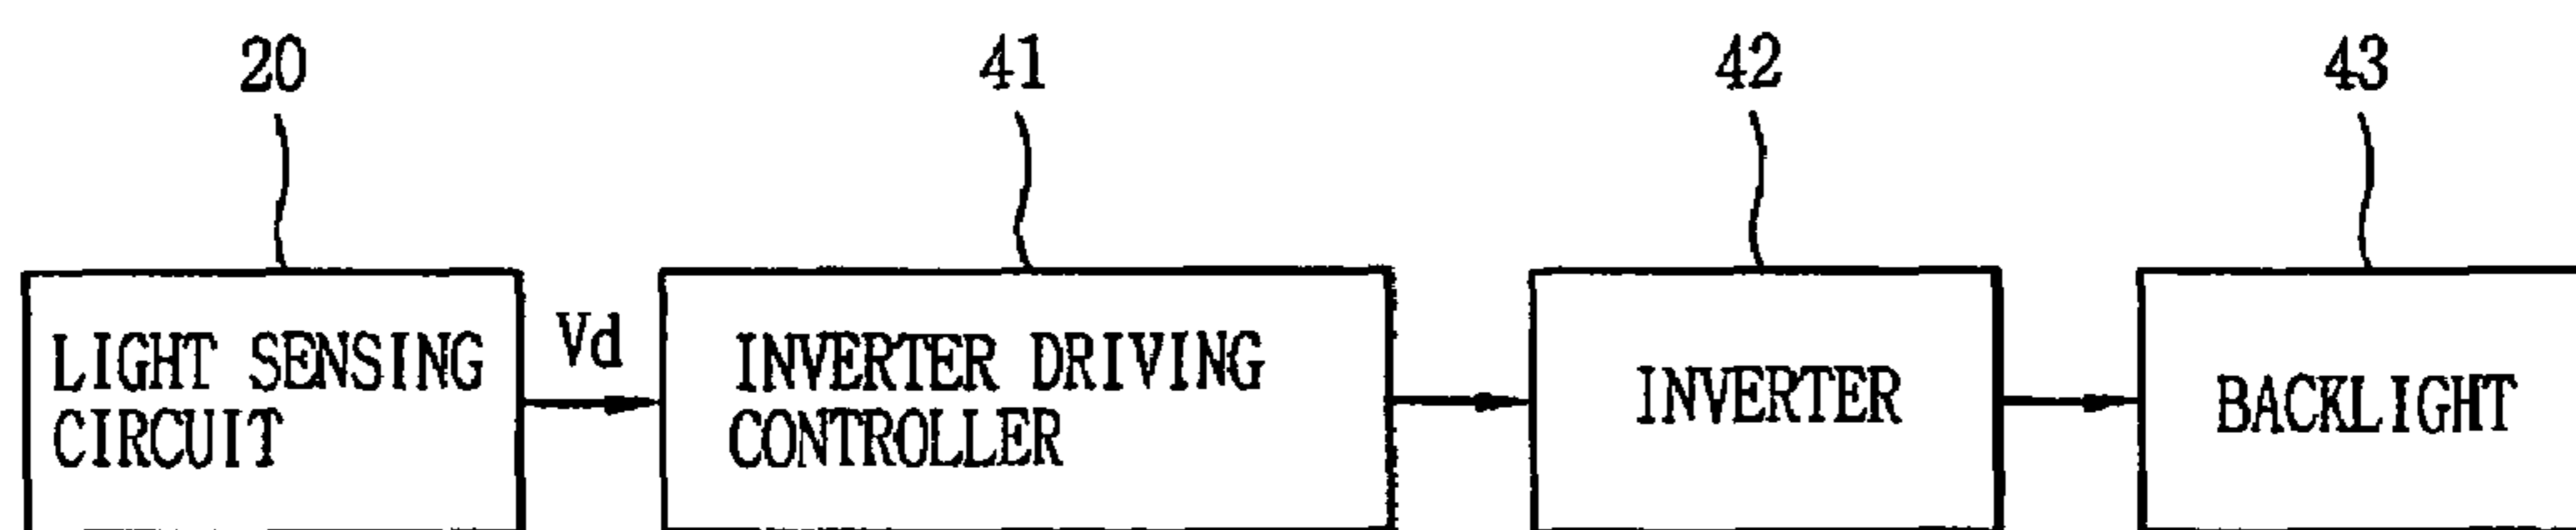 20
41
42
43
LIGHT SENSING
CIRCUIT
Vd
INVERTER DRIVING
CONTROLLER
INVERTER
BACKLIGHT